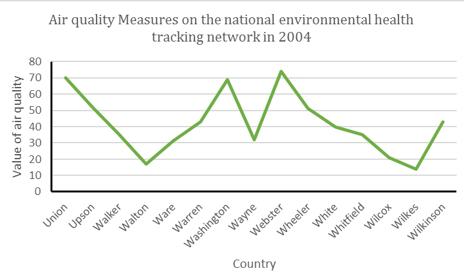 Air quality Measures on the national environmental health
tracking network in 2004
Value of air quality
80
70
60
50
40
30
20
10
0
Union
Upson
Walker
Walton
Ware
Warren
Washington
Wayne
Webster
Wheeler
White
Whitfield
Wilcox
Wilkes
Wilkinson
Country